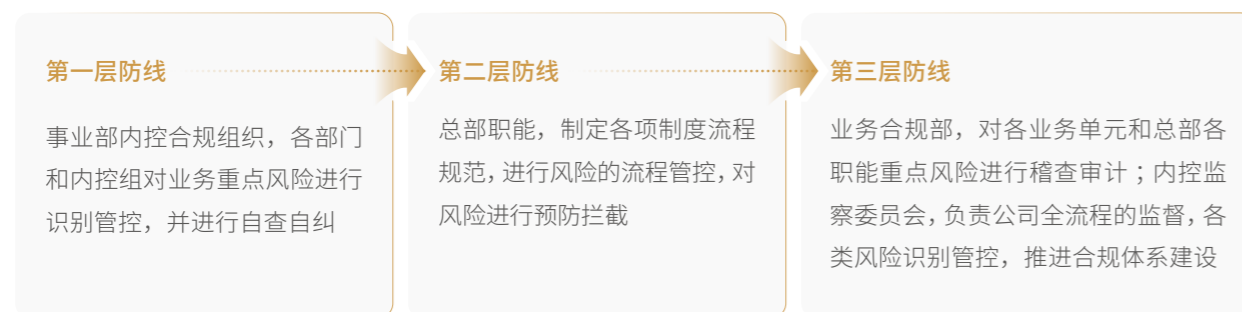 第一层防线
事业部内控合规组织，各部门
和内控组对业务重点风险进行
识别管控，并进行自查自纠
第二层防线
总部职能，制定各项制度流程
规范，进行风险的流程管控，对
风险进行预防拦截
第三层防线
业务合规部，对各业务单元和总部各
职能重点风险进行稽查审计；内控监
察委员会，负责公司全流程的监督，各
类风险识别管控，推进合规体系建设